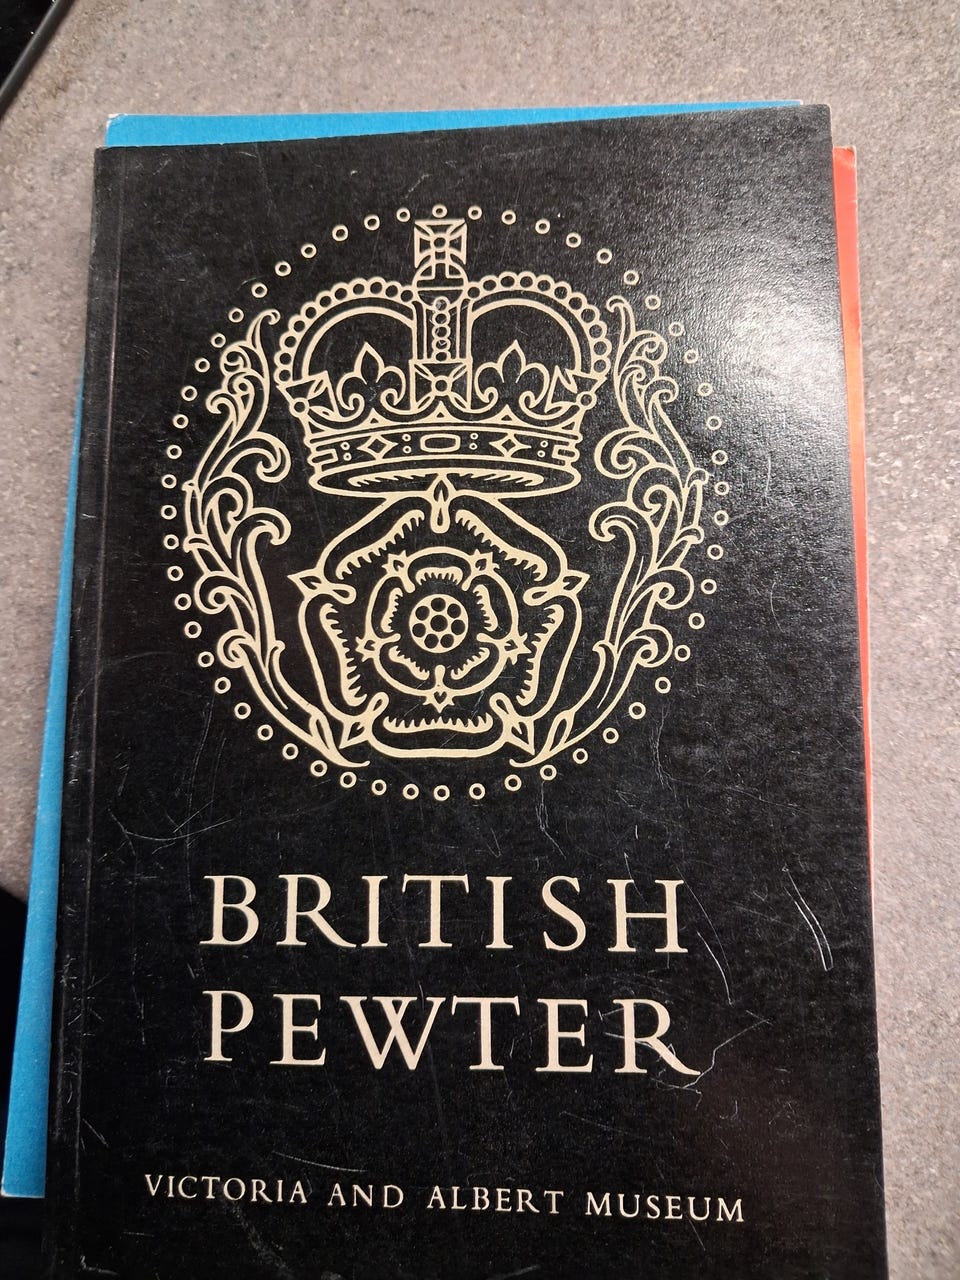 BRITISH
PEWTER
VICTORIA AND ALBERT MUSEUM